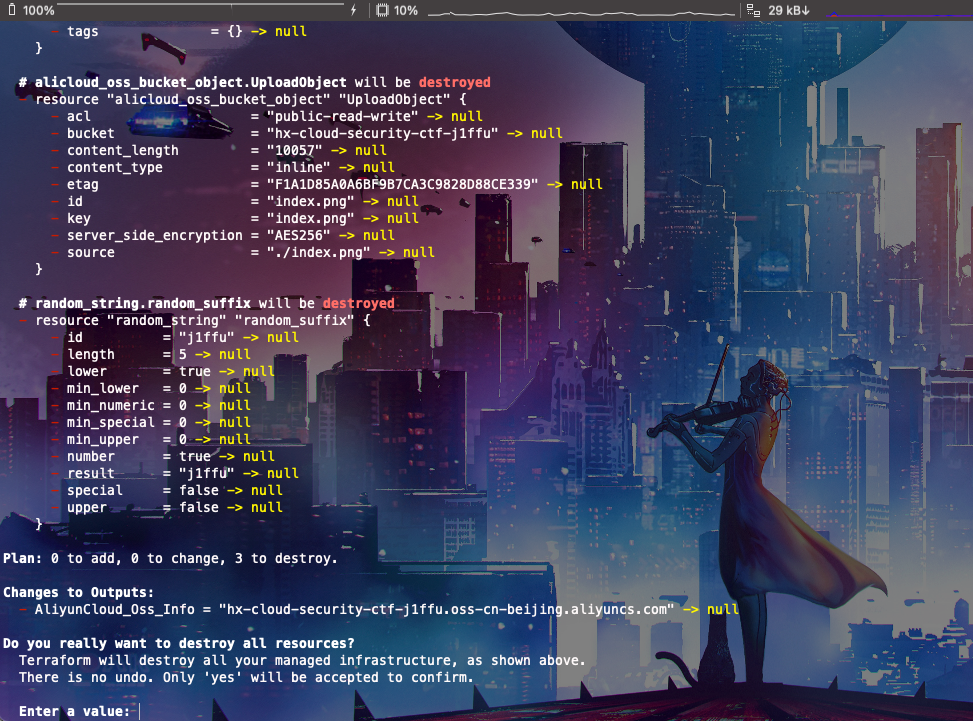 100% 10% 29 kB↓
- tags = {} -> null
}
# alicloud_oss_bucket_object.UploadObject will be destroyed
- resource "alicloud_oss_bucket_object" "UploadObject" {
- acl = "public-read-write" -> null
- bucket = "hx-cloud-security-ctf-j1ffu" -> null
- content_length = "10057" -> null
- content_type = "inline" -> null
- etag = "F1A1D85A0A6BF9B7CA3C9828D88CE339" -> null
- id = "index.png" -> null
- key = "index.png" -> null
- server_side_encryption = "AES256" -> null
- source = "./index.png" -> null
}
# random_string.random_suffix will be destroyed
- resource "random_string" "random_suffix" {
- id = "j1ffu" -> null
- length = 5 -> null
- lower = true -> null
- min_lower = 0 -> null
- min_numeric = 0 -> null
- min_special = 0 -> null
- min_upper = 0 -> null
- number = true -> null
- result = "j1ffu" -> null
- special = false -> null
- upper = false -> null
}
Plan: 0 to add, 0 to change, 3 to destroy.
Changes to Outputs:
- AliyunCloud_Oss_Info = "hx-cloud-security-ctf-j1ffu.oss-cn-beijing.aliyuncs.com" -> null
Do you really want to destroy all resources?
Terraform will destroy all your managed infrastructure, as shown above.
There is no undo. Only 'yes' will be accepted to confirm.
Enter a value: